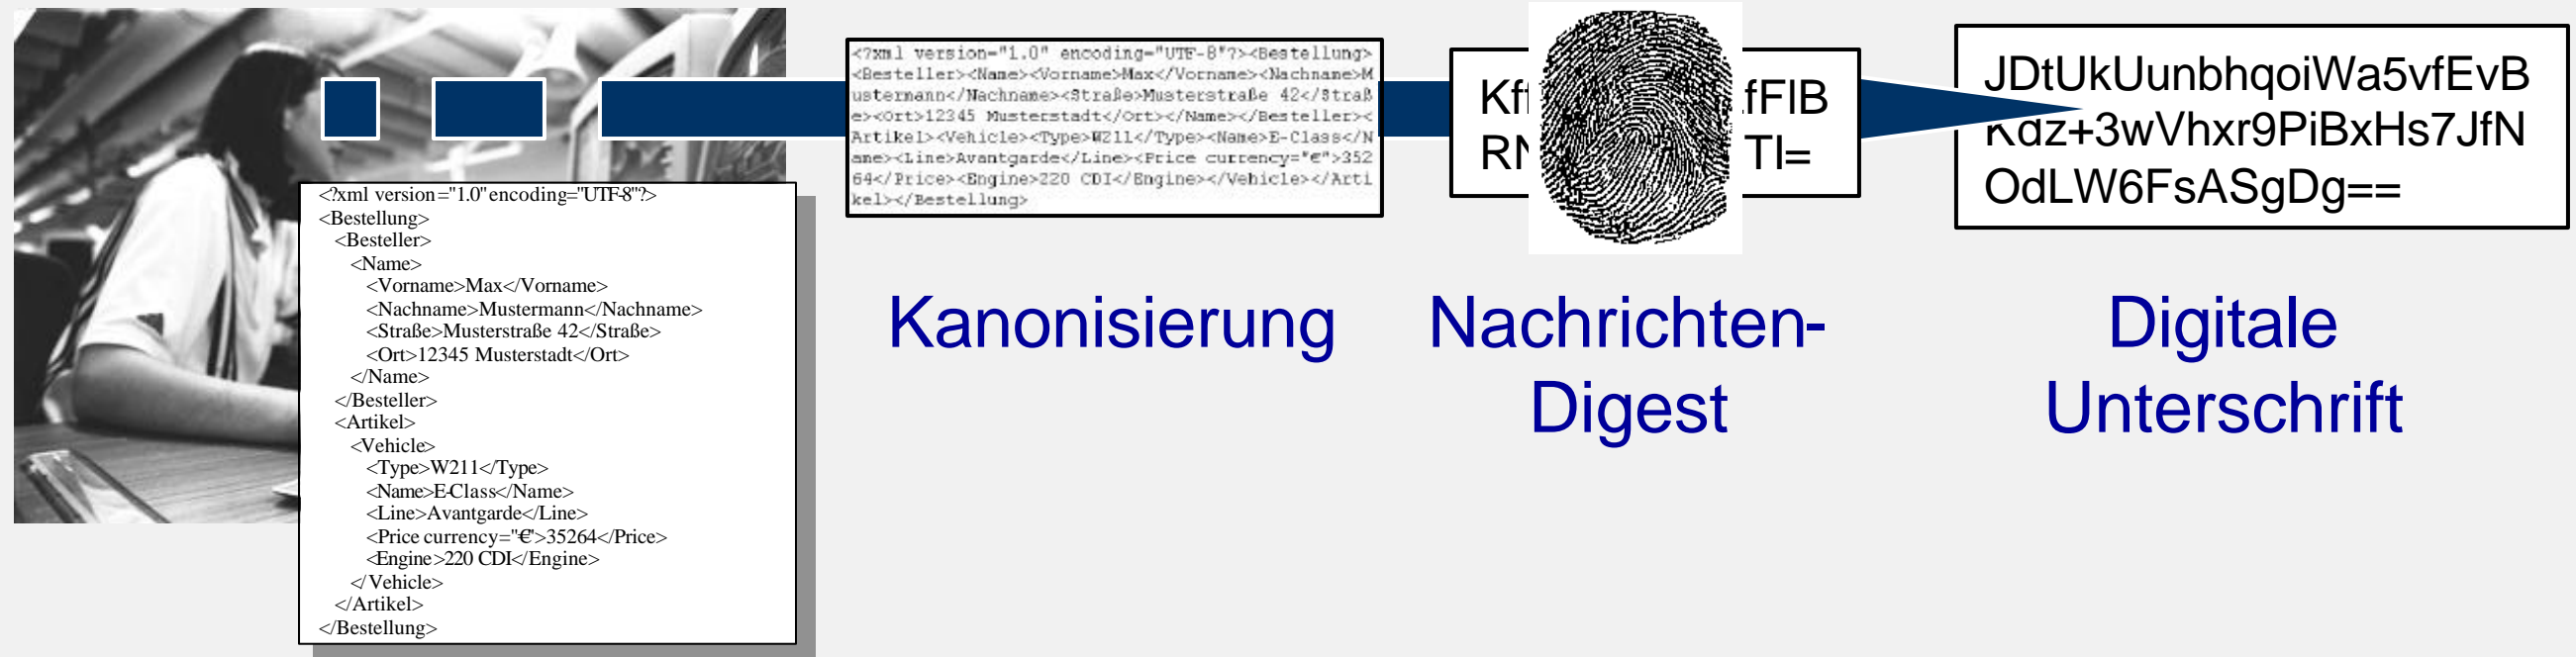 <?xml version="1.0" encoding="UTF-8"?>
<Bestellung>
<Besteller>
<Name>
<Vorname>Max</Vorname>
<Nachname>Mustermann</Nachname>
<Straße>Musterstraße 42</Straße>
<Ort>12345 Musterstadt</Ort>
</Name>
</Besteller>
<Artikel>
<Vehicle>
<Type>W211</Type>
<Name>E-Class</Name>
<Line>Avantgarde</Line>
<Price currency="€">35264</Price>
<Engine>220 CDI</Engine>
</Vehicle>
</Artikel>
</Bestellung>
<?xml version="1.0" encoding="UTF-8"?><Bestellung>
<Besteller><Name><Vorname>Max</Vorname><Nachname>M
ustermann</Nachname><Straße>Musterstraße 42</Straß
e><Ort>12345 Musterstadt</Ort></Name></Besteller><
Artikel><Vehicle><Type>W211</Type><Name>E-Class</N
ame><Line>Avantgarde</Line><Price currency="€">352
64</Price><Engine>220 CDI</Engine></Vehicle></Arti
kel></Bestellung>
Kanonisierung
fFIB
RN TI=
Nachrichten-
Digest
JDtUkUunbhqoiWa5vfEvB
Kdz+3wVhxr9PiBxHs7JfN
OdLW6FsASgDg==
Digitale
Unterschrift